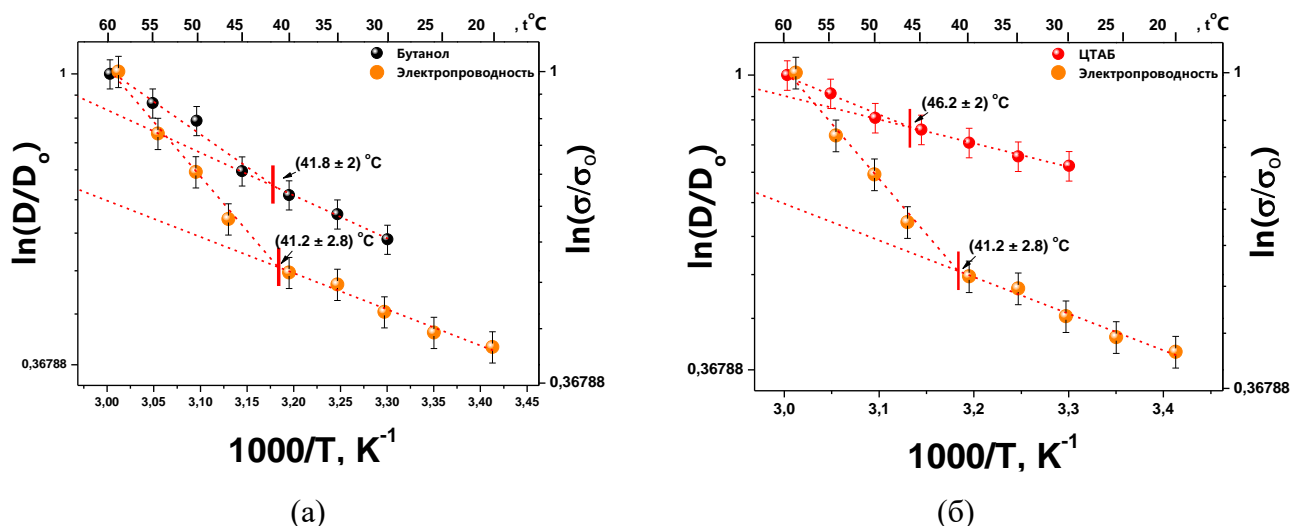 60 55 50 45 40 35 30 25 20 , t°C
Бутанол
Электропроводность
1
1
(41.8 ± 2) °C
(41.2 ± 2.8) °C
ln(D/Do)
ln(σ/σo)
0,36788
0,36788
3,00 3,05 3,10 3,15 3,20 3,25 3,30 3,35 3,40 3,45
1000/T, K-1
(а)
60 55 50 45 40 35 30 25 20 , t°C
ЦТАБ
Электропроводность
1
1
(46.2 ± 2) °C
(41.2 ± 2.8) °C
ln(D/Do)
ln(σ/σo)
0,36788
0,36788
3,0 3,1 3,2 3,3 3,4
1000/T, K-1
(б)